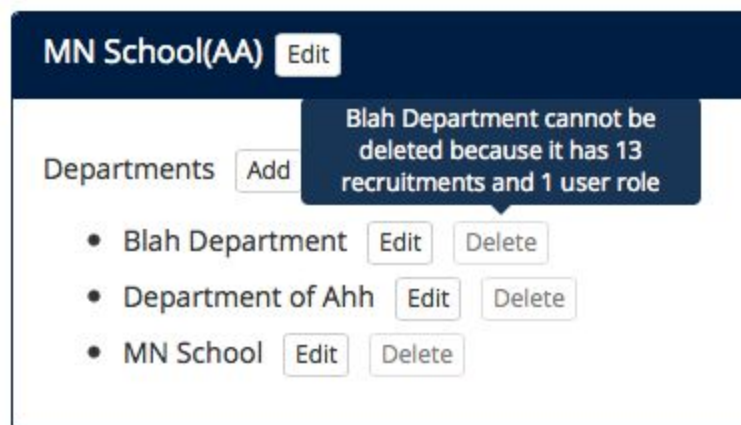 MN School(AA) Edit
Blah Department cannot be
deleted because it has 13
recruitments and 1 user role
Departments Add
Blah Department Edit Delete
Department of Ahh Edit Delete
MN School Edit Delete